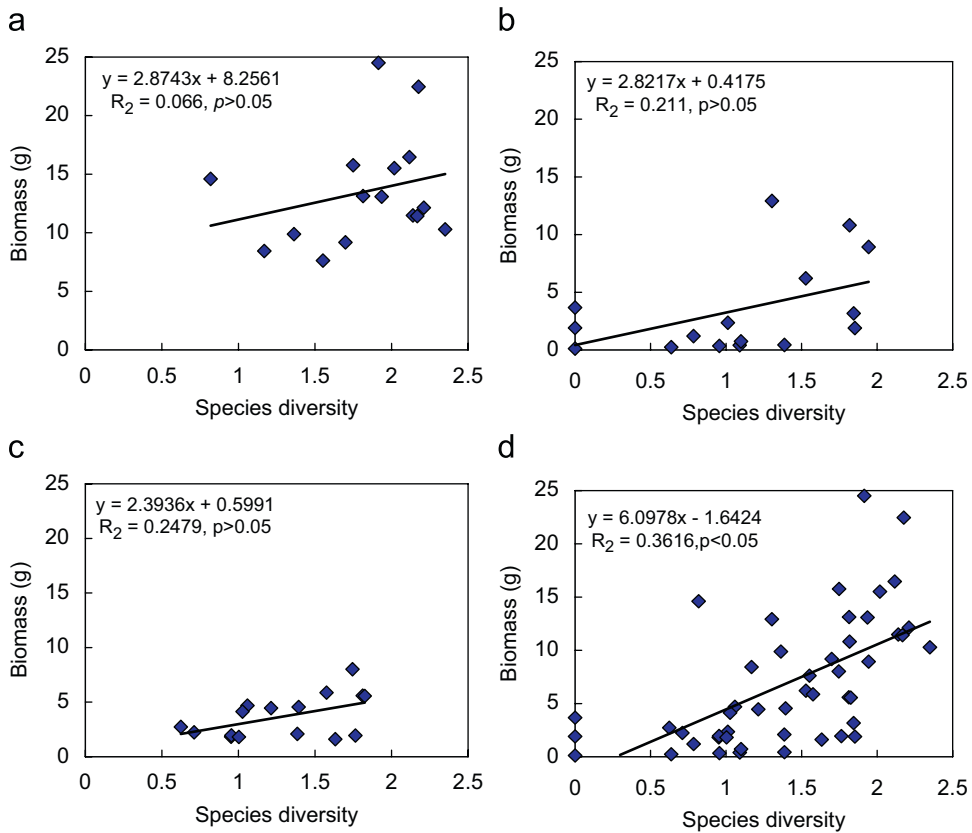 a
25
20
15
10
5
0
Biomass (g)
y = 2.8743x + 8.2561
R2 = 0.066, p>0.05
0 0.5 1 1.5 2 2.5
Species diversity
b
25
20
15
10
5
0
Biomass (g)
y = 2.8217x + 0.4175
R2 = 0.211, p>0.05
0 0.5 1 1.5 2 2.5
Species diversity
c
25
20
15
10
5
0
Biomass (g)
y = 2.3936x + 0.5991
R2 = 0.2479, p>0.05
0 0.5 1 1.5 2 2.5
Species diversity
d
25
20
15
10
5
0
Biomass (g)
y = 6.0978x - 1.6424
R2 = 0.3616,p<0.05
0 0.5 1 1.5 2 2.5
Species diversity